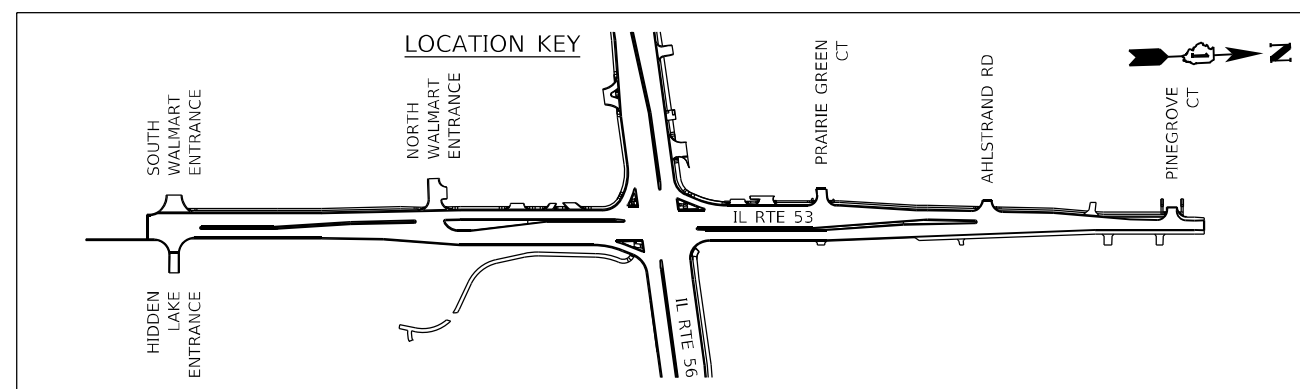 LOCATION KEY
SOUTH
WALMART
ENTRANCE
NORTH
WALMART
ENTRANCE
PRAIRIE GREEN
CT
AHLSTRAND RD
PINEGROVE
CT
N
IL RTE 53
HIDDEN
LAKE
ENTRANCE
IL RTE 56